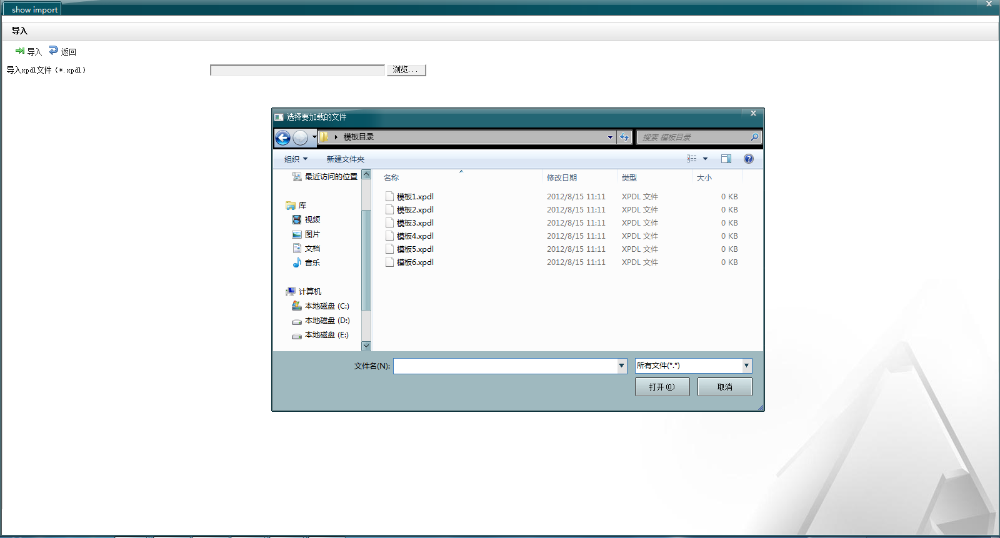 show import
导入
导入 返回
导入xpdl文件（*.xpdl）
浏览...
选择要加载的文件
模板目录
搜索 模板目录
组织 新建文件夹
最近访问的位置
库
视频
图片
文档
音乐
计算机
本地磁盘 (C:)
本地磁盘 (D:)
本地磁盘 (E:)
名称 修改日期 类型 大小
模板1.xpdl 2012/8/15 11:11 XPDL 文件 0 KB
模板2.xpdl 2012/8/15 11:11 XPDL 文件 0 KB
模板3.xpdl 2012/8/15 11:11 XPDL 文件 0 KB
模板4.xpdl 2012/8/15 11:11 XPDL 文件 0 KB
模板5.xpdl 2012/8/15 11:11 XPDL 文件 0 KB
模板6.xpdl 2012/8/15 11:11 XPDL 文件 0 KB
文件名(N):
所有文件(*.*)
打开(O) 取消